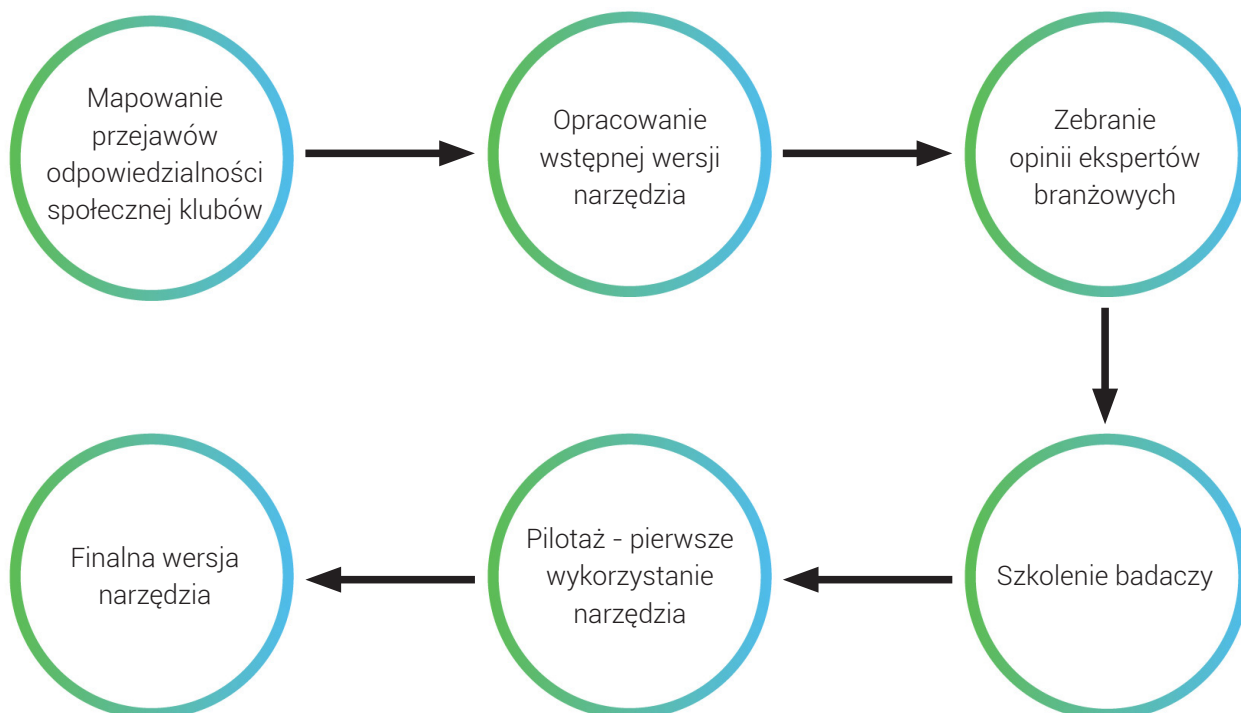 Mapowanie
przejawów
odpowiedzialności
społecznej klubów
Opracowanie
wstępnej wersji
narzędzia
Zebranie
opinii ekspertów
branżowych
Szkolenie badaczy
Pilotaż - pierwsze
wykorzystanie
narzędzia
Finalna wersja
narzędzia